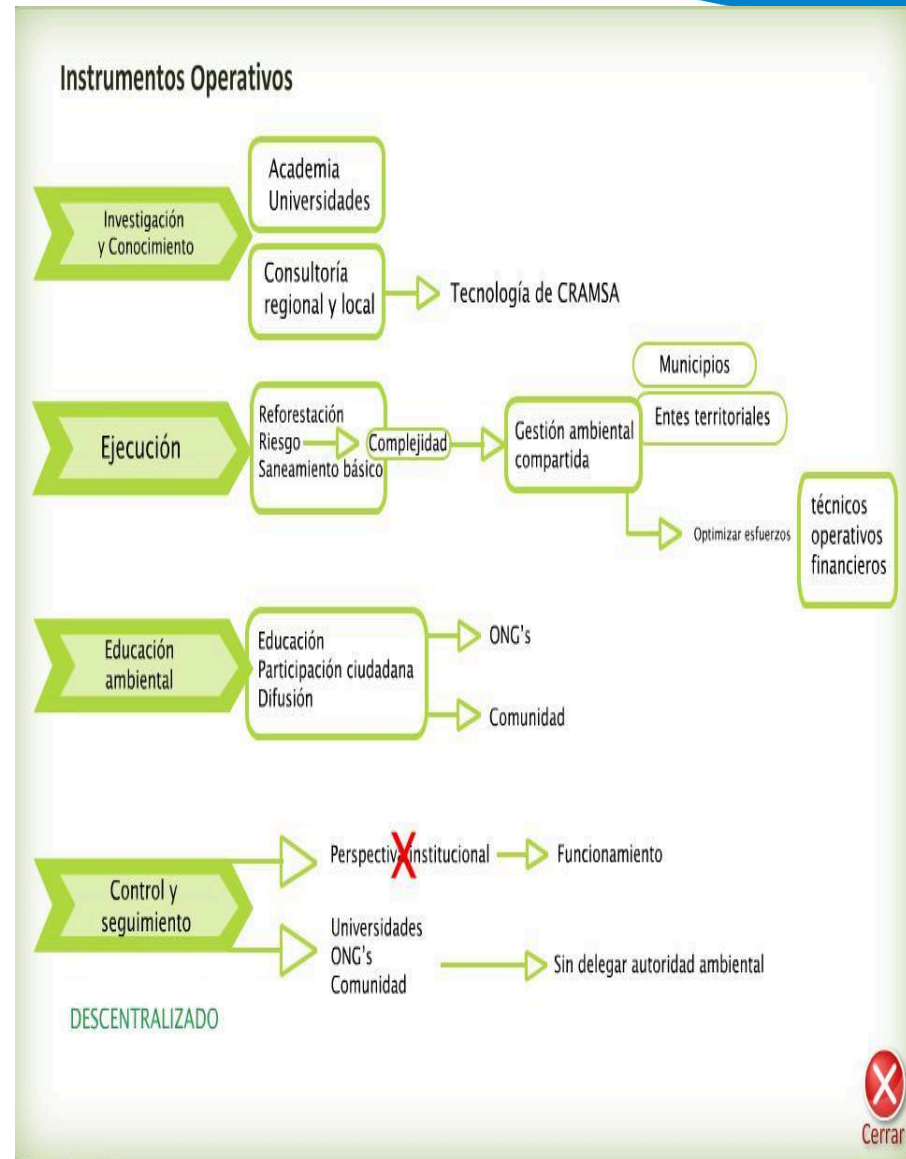 Instrumentos Operativos
Investigación
y Conocimiento
Academia
Universidades
Consultoría
regional y local
Tecnología de CRAMSA
Ejecución
Reforestación
Riesgo
Saneamiento básico
Complejidad
Gestión ambiental
compartida
Municipios
Entes territoriales
Optimizar esfuerzos
técnicos
operativos
financieros
Educación
ambiental
Educación
Participación ciudadana
Difusión
ONG's
Comunidad
Control y
seguimiento
Perspectiva institucional
Funcionamiento
Universidades
ONG's
Comunidad
Sin delegar autoridad ambiental
DESCENTRALIZADO
X
Cerrar